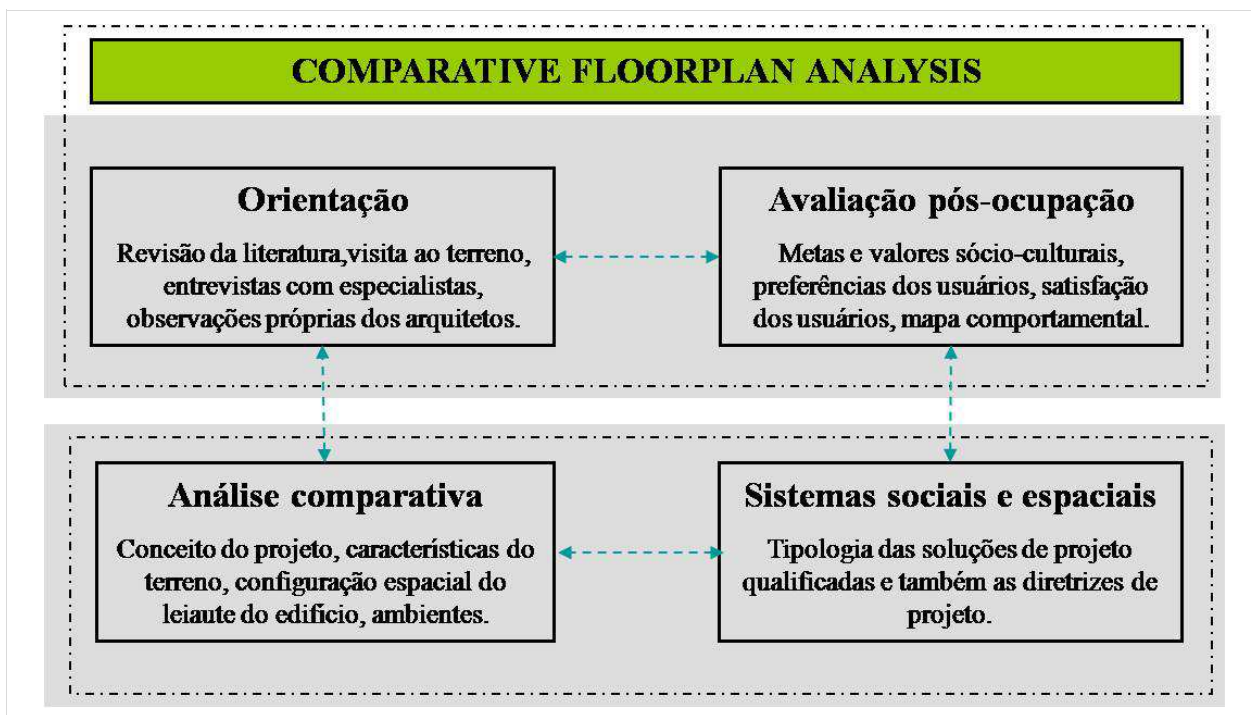 COMPARATIVE FLOORPLAN ANALYSIS
Orientação
Revisão da literatura,visita ao terreno,
entrevistas com especialistas,
observações próprias dos arquitetos.
Avaliação pós-ocupação
Metas e valores sócio-culturais,
preferências dos usuários, satisfação
dos usuários, mapa comportamental.
Análise comparativa
Conceito do projeto, características do
terreno, configuração espacial do
leiaute do edifício, ambientes.
Sistemas sociais e espaciais
Tipologia das soluções de projeto
qualificadas e também as diretrizes de
projeto.